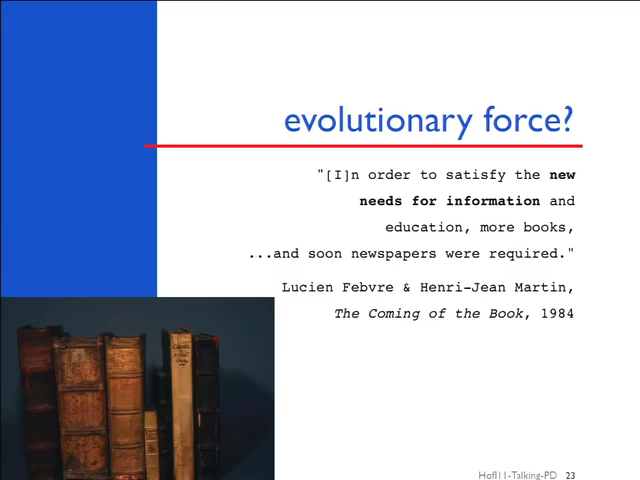 evolutionary force?
"[I]n order to satisfy the new
needs for information and
education, more books,
...and soon newspapers were required."
Lucien Febvre & Henri-Jean Martin,
The Coming of the Book, 1984
HofI11-Talking-PD 23